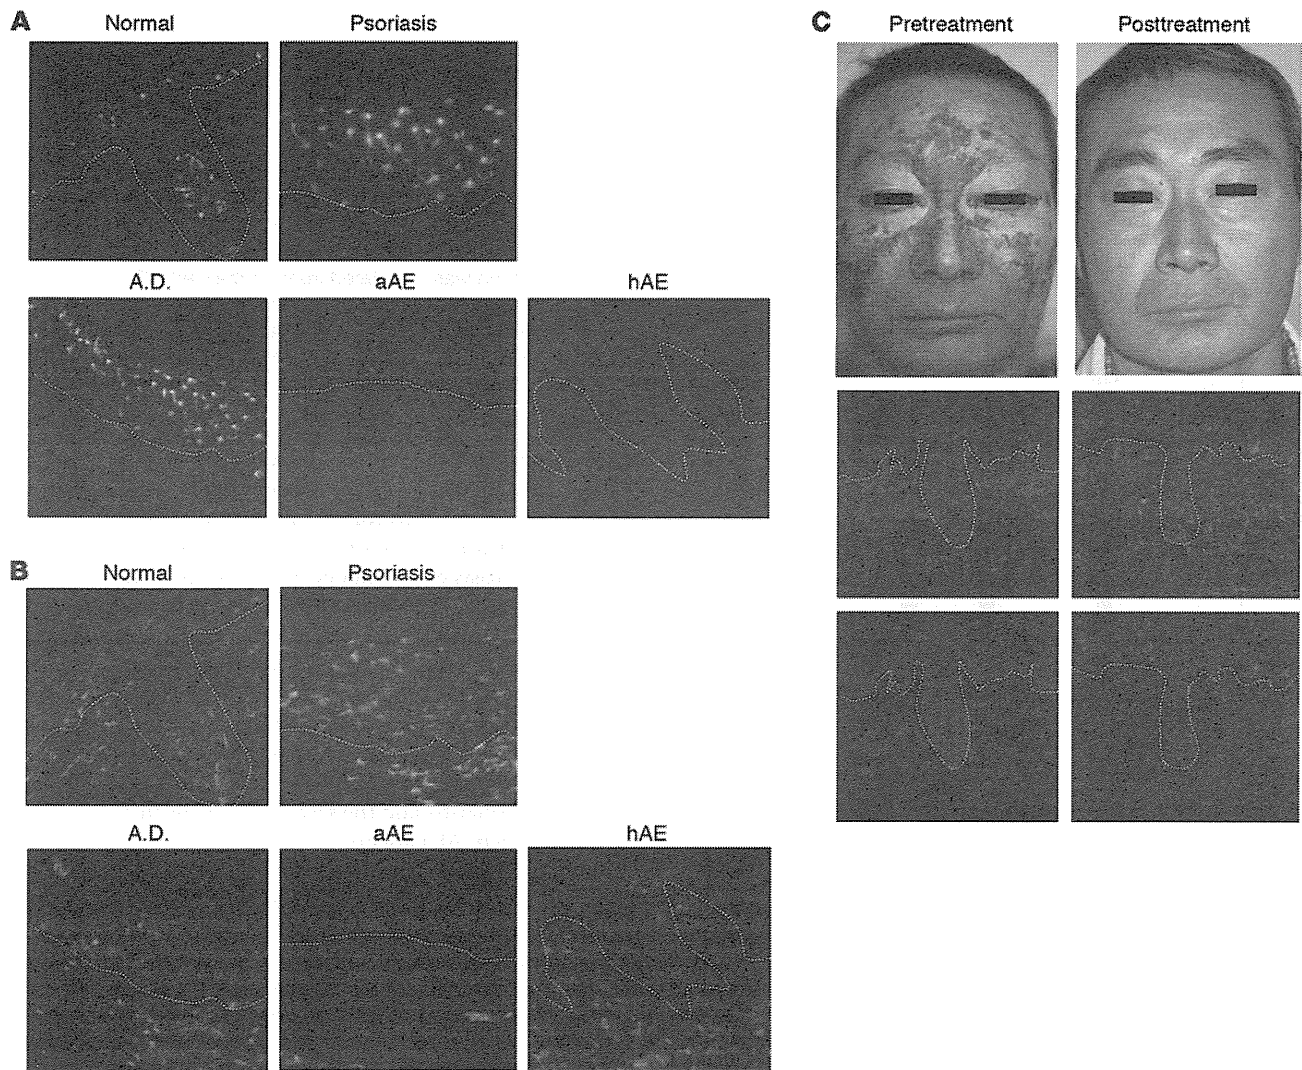 A
Normal
Psoriasis
A.D.
aAE
hAE
B
Normal
Psoriasis
A.D.
aAE
hAE
C
Pretreatment
Posttreatment